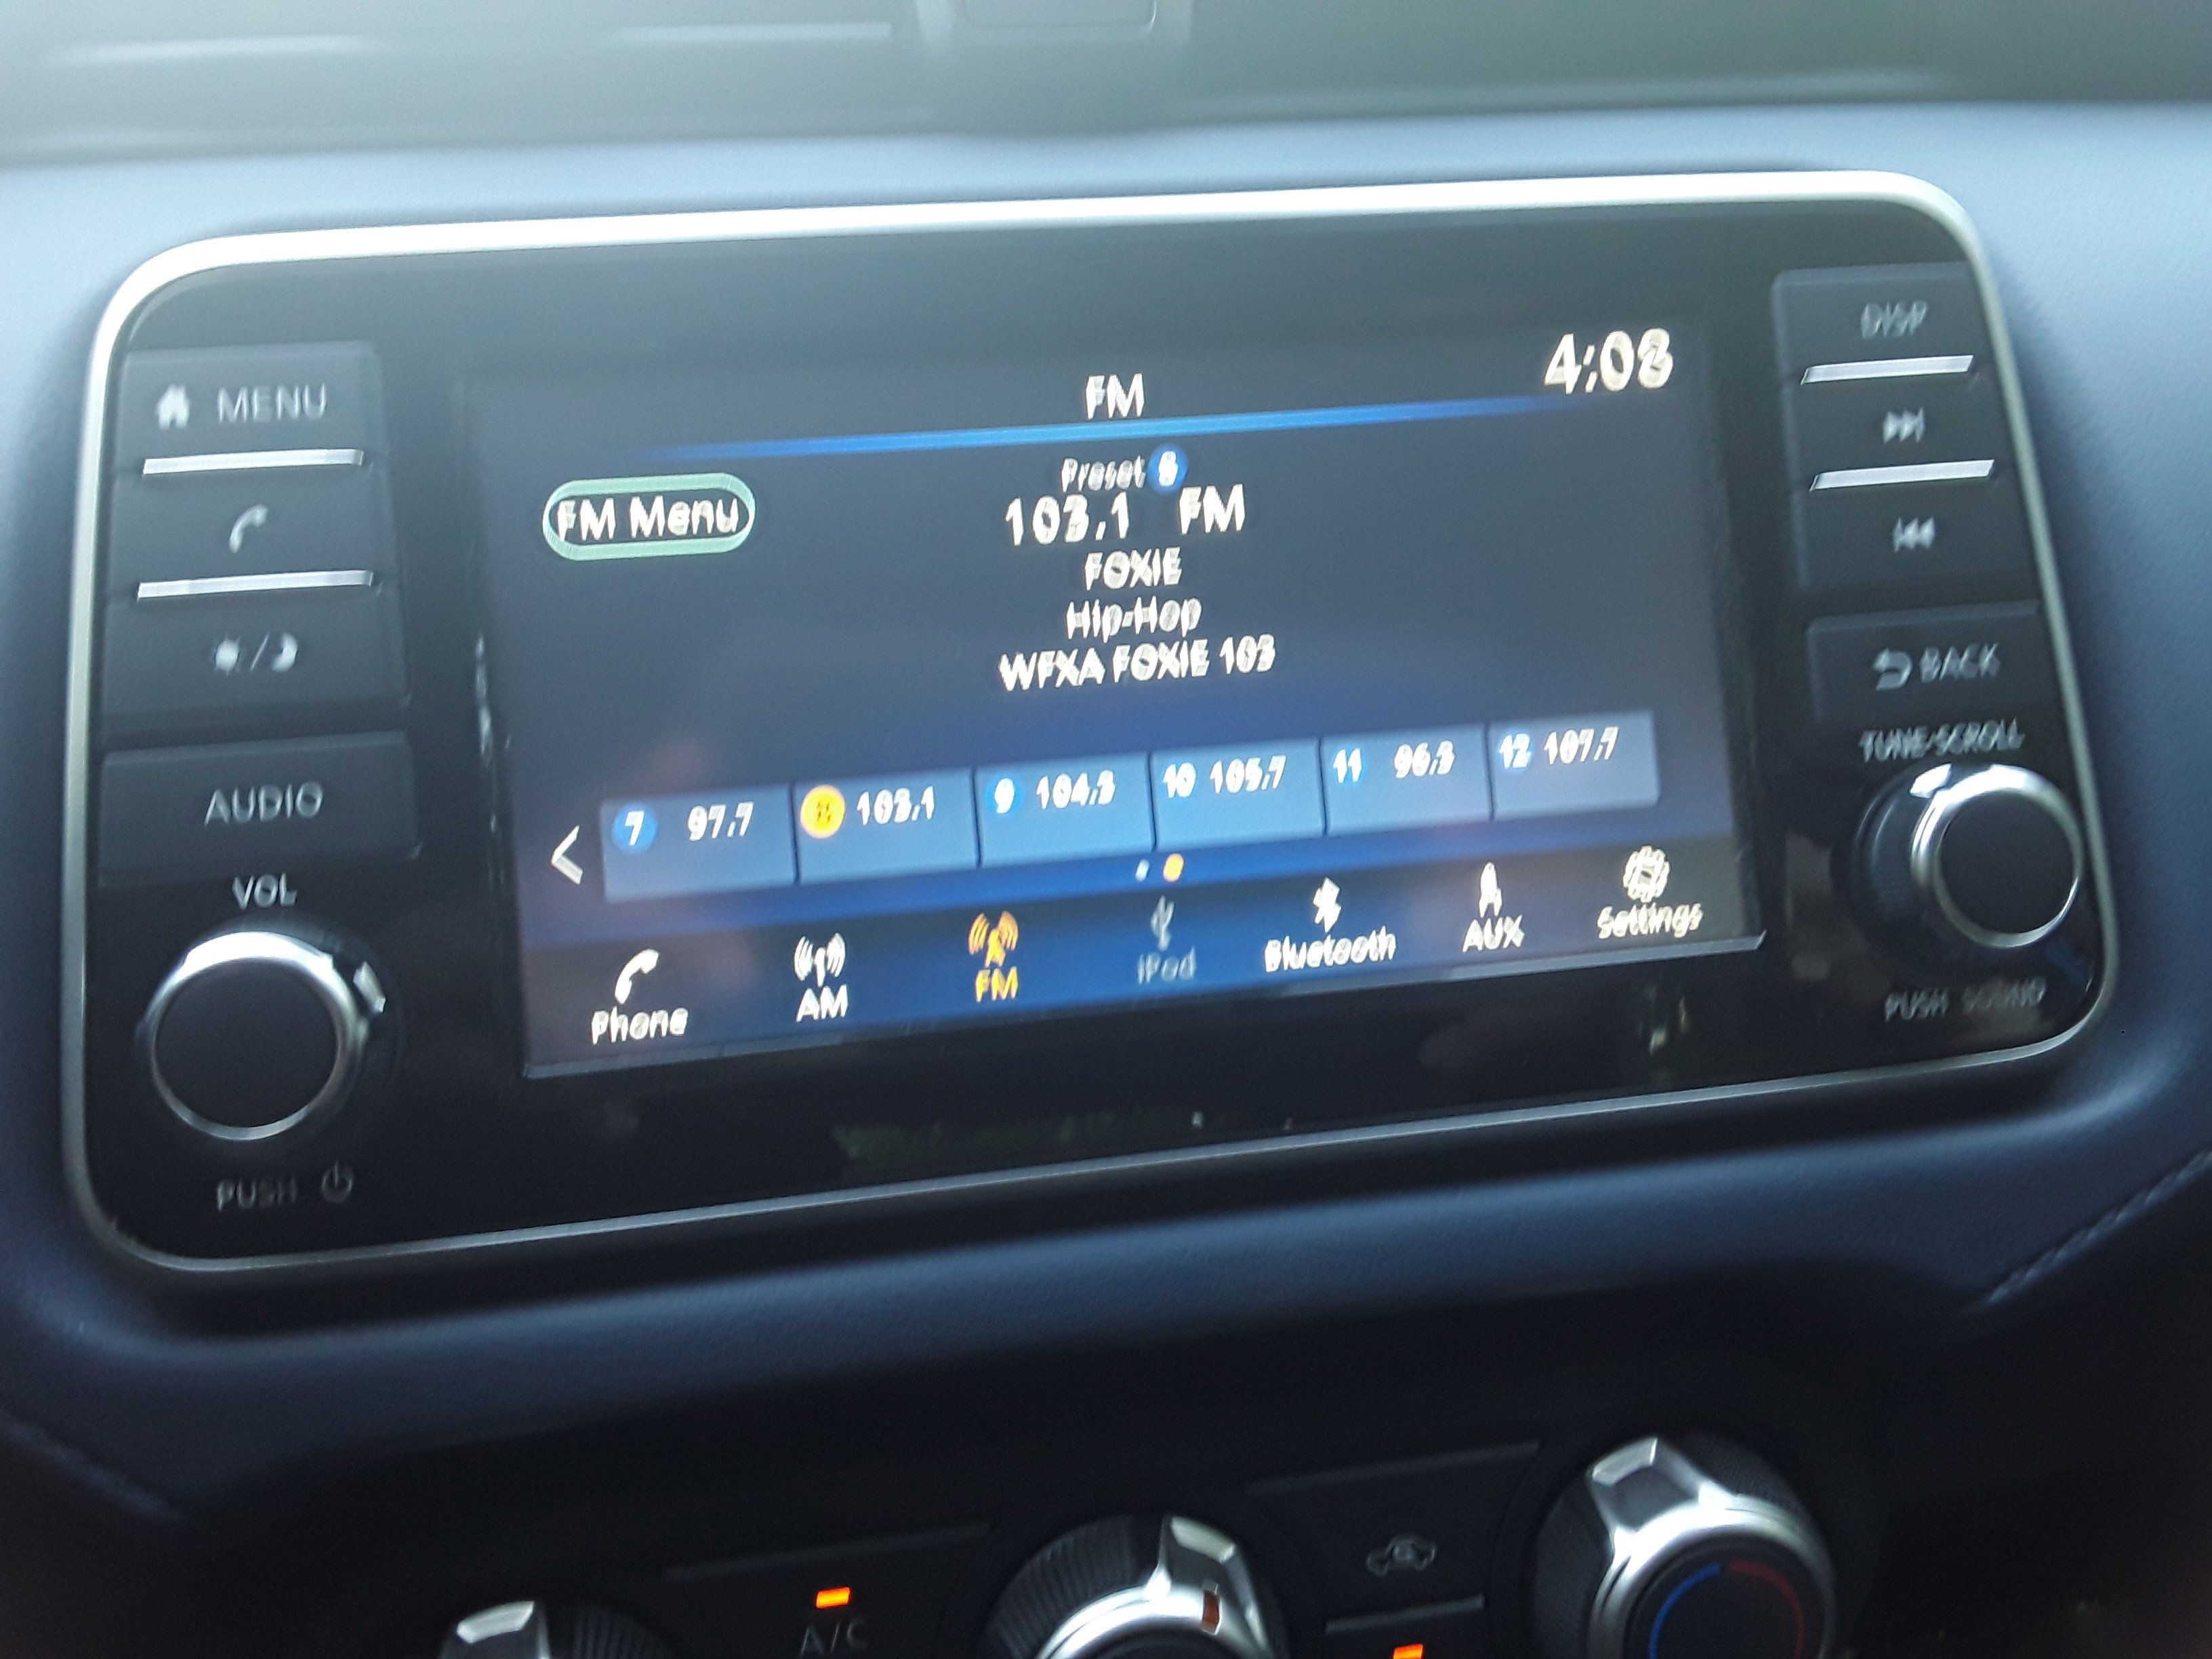 MENU
AUDIO
VOL
PUSH
FM
4:08
FM Menu
Preset 8
103.1 FM
FOXIE
Hip-Hop
WFXA FOXIE 103
7 97.7
8 103.1
9 104.3
10 105.7
11 96.3
12 107.7
Phone
AM
FM
iPod
Bluetooth
AUX
Settings
DISP
BACK
TUNE·SCROLL
PUSH SOUND
A/C